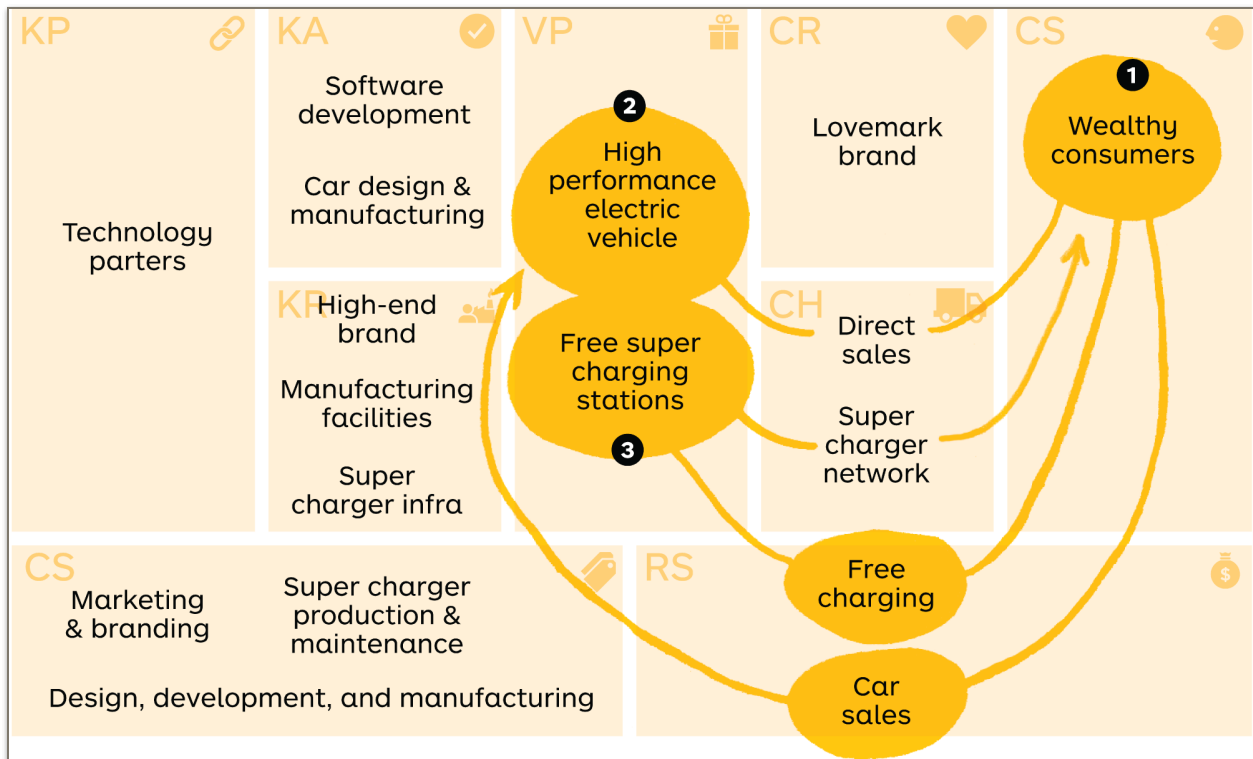 KP
Technology
parters
KA
Software
development
Car design &
manufacturing
KR
High-end
brand
Manufacturing
facilities
Super
charger infra
VP
2
High
performance
electric
vehicle
Free super
charging
stations
3
CR
Lovemark
brand
CH
Direct
sales
Super
charger
network
CS
1
Wealthy
consumers
CS
Marketing
& branding
Super charger
production &
maintenance
Design, development, and manufacturing
RS
$
Free
charging
Car
sales